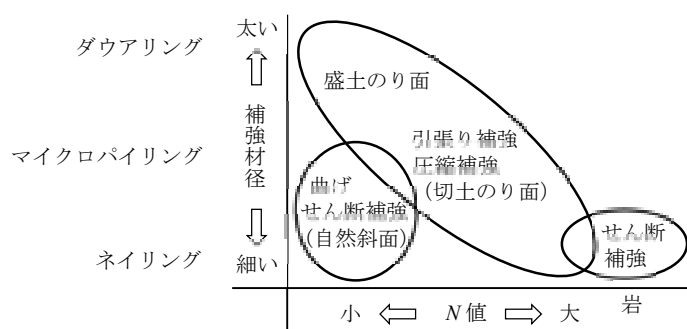 ダウアリング
マイクロパイリング
ネイリング
太い
補強材径
細い
盛土のり面
引張り補強
圧縮補強
（切土のり面）
曲げ
せん断補強
（自然斜面）
せん断
補強
小
N値
大
岩